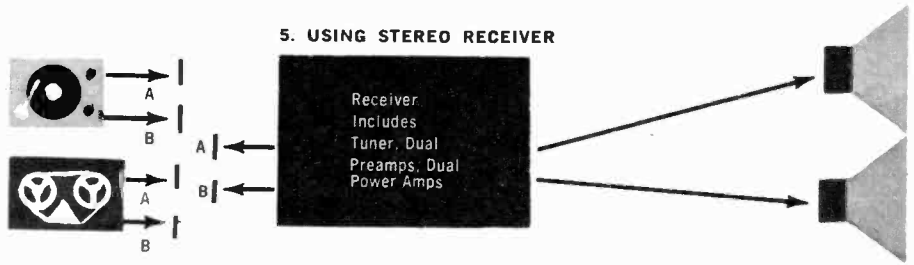 5. USING STEREO RECEIVER
A
B
A
B
A
B
Receiver
Includes
Tuner, Dual
Preamps, Dual
Power Amps